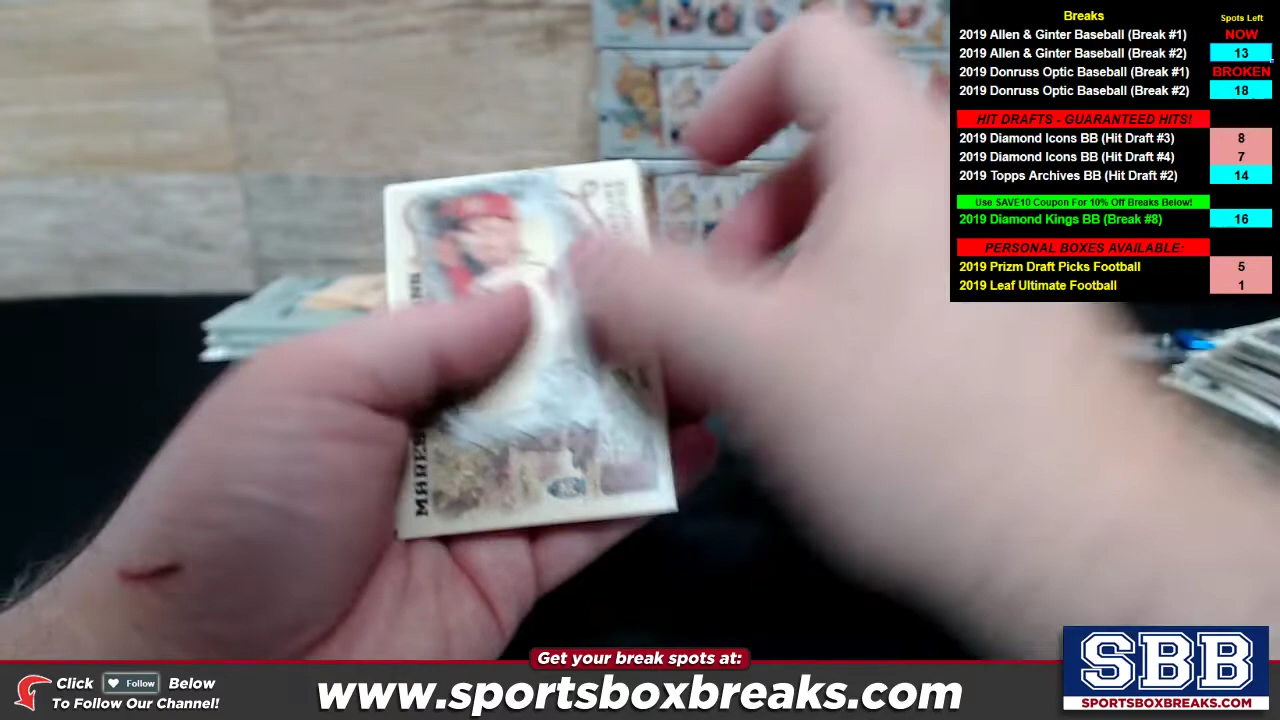 Breaks
Spots Left
2019 Allen & Ginter Baseball (Break #1) NOW
2019 Allen & Ginter Baseball (Break #2) 13
2019 Donruss Optic Baseball (Break #1) BROKEN
2019 Donruss Optic Baseball (Break #2) 18
HIT DRAFTS - GUARANTEED HITS!
2019 Diamond Icons BB (Hit Draft #3) 8
2019 Diamond Icons BB (Hit Draft #4) 7
2019 Topps Archives BB (Hit Draft #2) 14
Use SAVE10 Coupon For 10% Off Breaks Below!
2019 Diamond Kings BB (Break #8) 16
PERSONAL BOXES AVAILABLE:
2019 Prizm Draft Picks Football 5
2019 Leaf Ultimate Football 1
Get your break spots at:
Click Follow Below
To Follow Our Channel!
www.sportsboxbreaks.com
SBB
SPORTSBOXBREAKS.COM